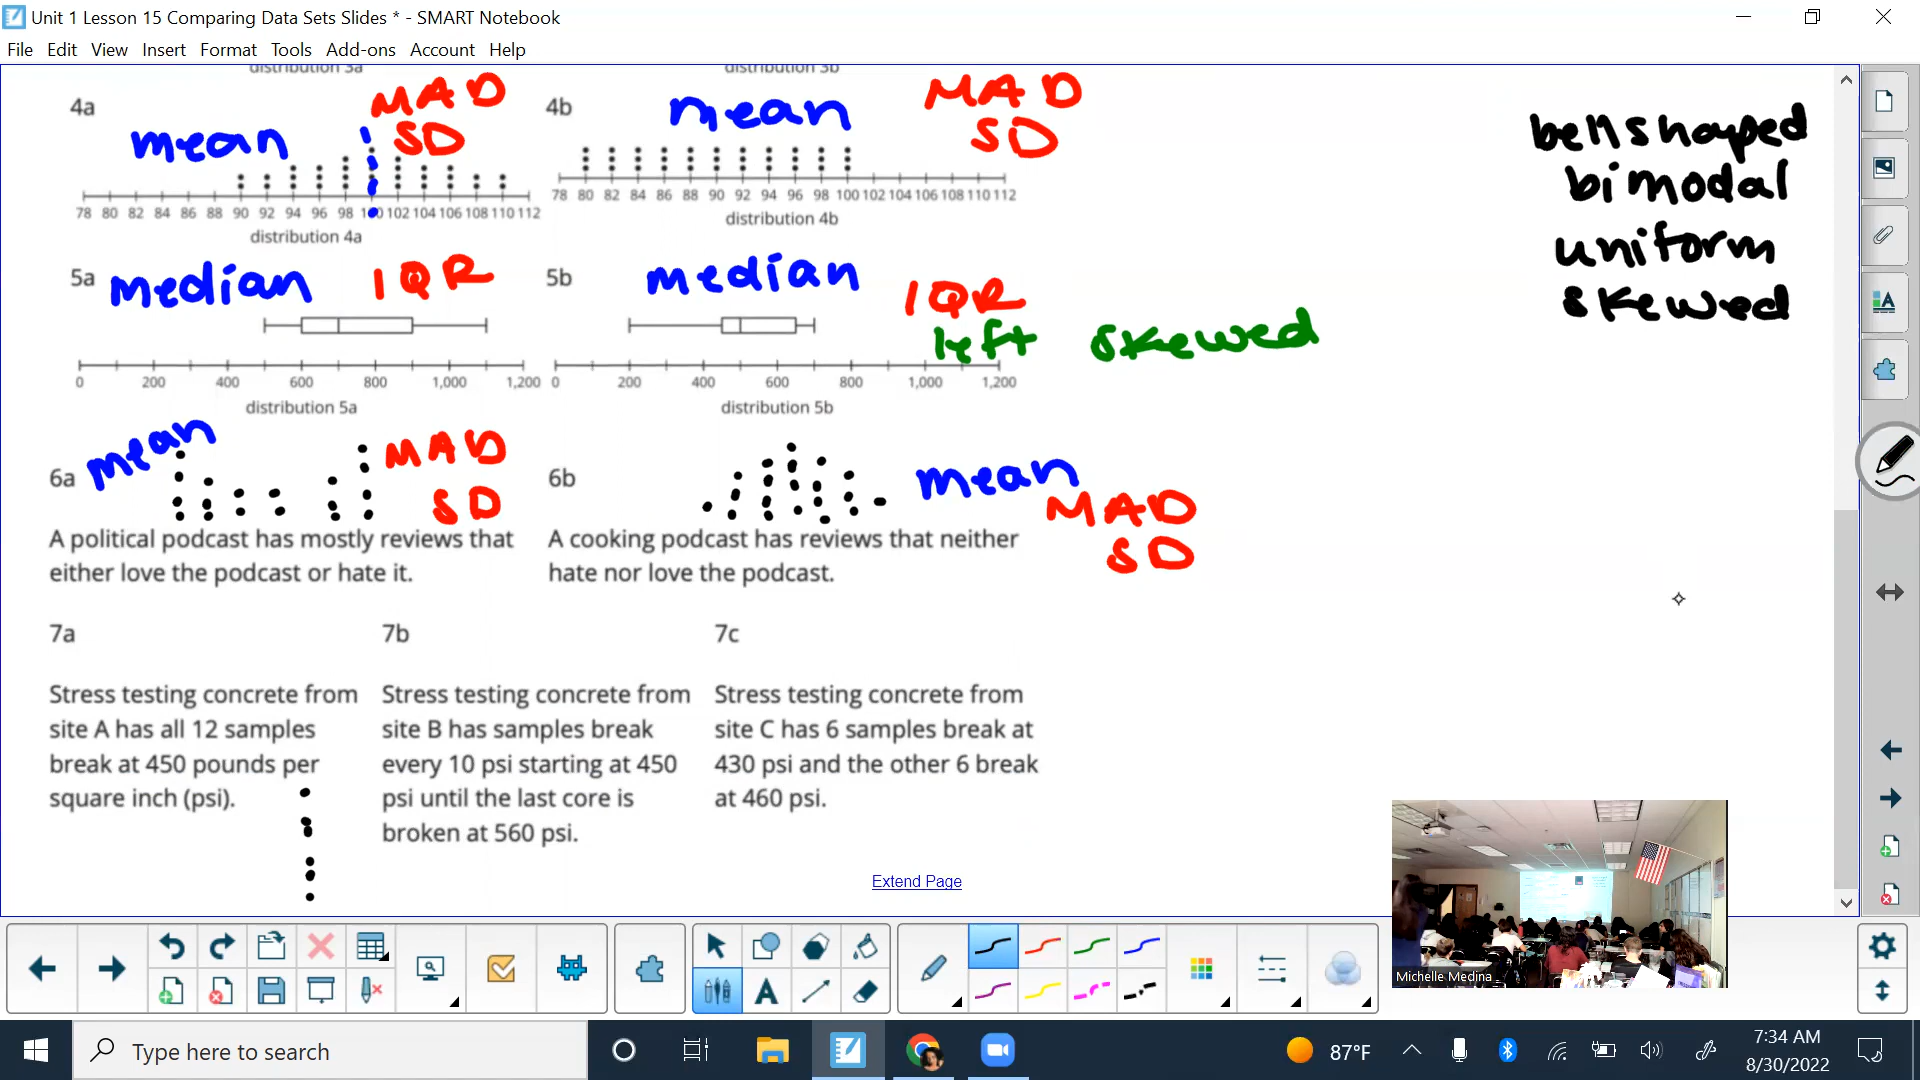 Unit 1 Lesson 15 Comparing Data Sets Slides * - SMART Notebook
File Edit View Insert Format Tools Add-ons Account Help
distribution 3a distribution 3b
4a mean MAD SD 4b mean MAD SD
78 80 82 84 86 88 90 92 94 96 98 100 102 104 106 108 110 112
distribution 4a
78 80 82 84 86 88 90 92 94 96 98 100 102 104 106 108 110 112
distribution 4b
bell shaped
bimodal
uniform
skewed
5a median IQR 5b median IQR
left skewed
0 200 400 600 800 1,000 1,200
distribution 5a
0 200 400 600 800 1,000 1,200
distribution 5b
6a mean MAD SD
A political podcast has mostly reviews that
either love the podcast or hate it.
6b mean MAD SD
A cooking podcast has reviews that neither
hate nor love the podcast.
7a
Stress testing concrete from
site A has all 12 samples
break at 450 pounds per
square inch (psi).
7b
Stress testing concrete from
site B has samples break
every 10 psi starting at 450
psi until the last core is
broken at 560 psi.
7c
Stress testing concrete from
site C has 6 samples break at
430 psi and the other 6 break
at 460 psi.
Extend Page
Michelle Medina
Type here to search
87°F
7:34 AM
8/30/2022